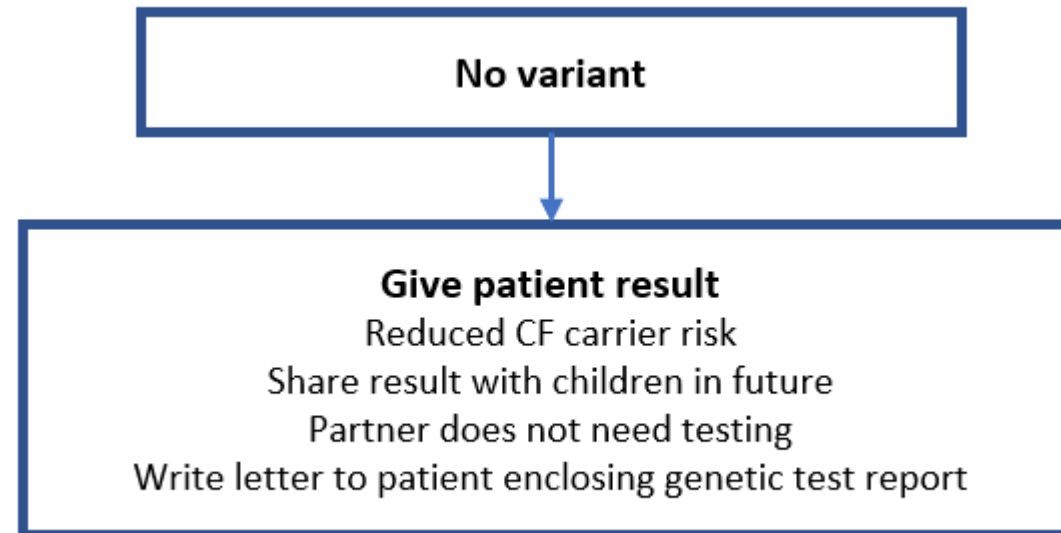 No variant
Give patient result
Reduced CF carrier risk
Share result with children in future
Partner does not need testing
Write letter to patient enclosing genetic test report